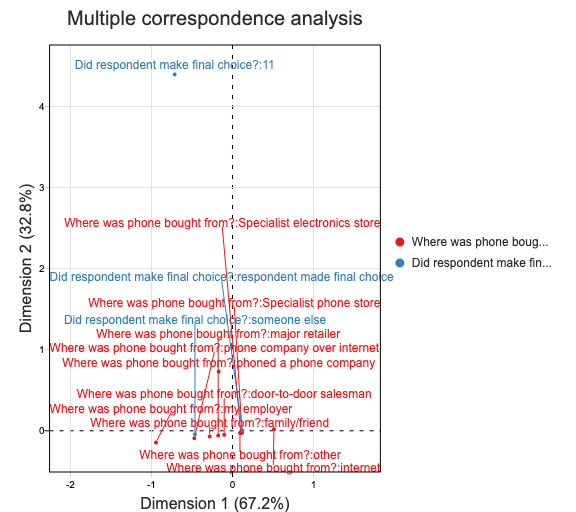 Multiple correspondence analysis
Did respondent make final choice?:11
4
3
Where was phone bought from?:Specialist electronics store
Where was phone boug...
Did respondent make fin...
2
Did respondent make final choice?:respondent made final choice
Where was phone bought from?:Specialist phone store
Did respondent make final choice?:someone else
Where was phone bought from?:major retailer
1
Where was phone bought from?:phone company over internet
Where was phone bought from?:phoned a phone company
Where was phone bought from?:door-to-door salesman
Where was phone bought from?:my employer
Where was phone bought from?:family/friend
0
Where was phone bought from?:other
Where was phone bought from?:internet
-2 -1 0 1
Dimension 1 (67.2%)
Dimension 2 (32.8%)